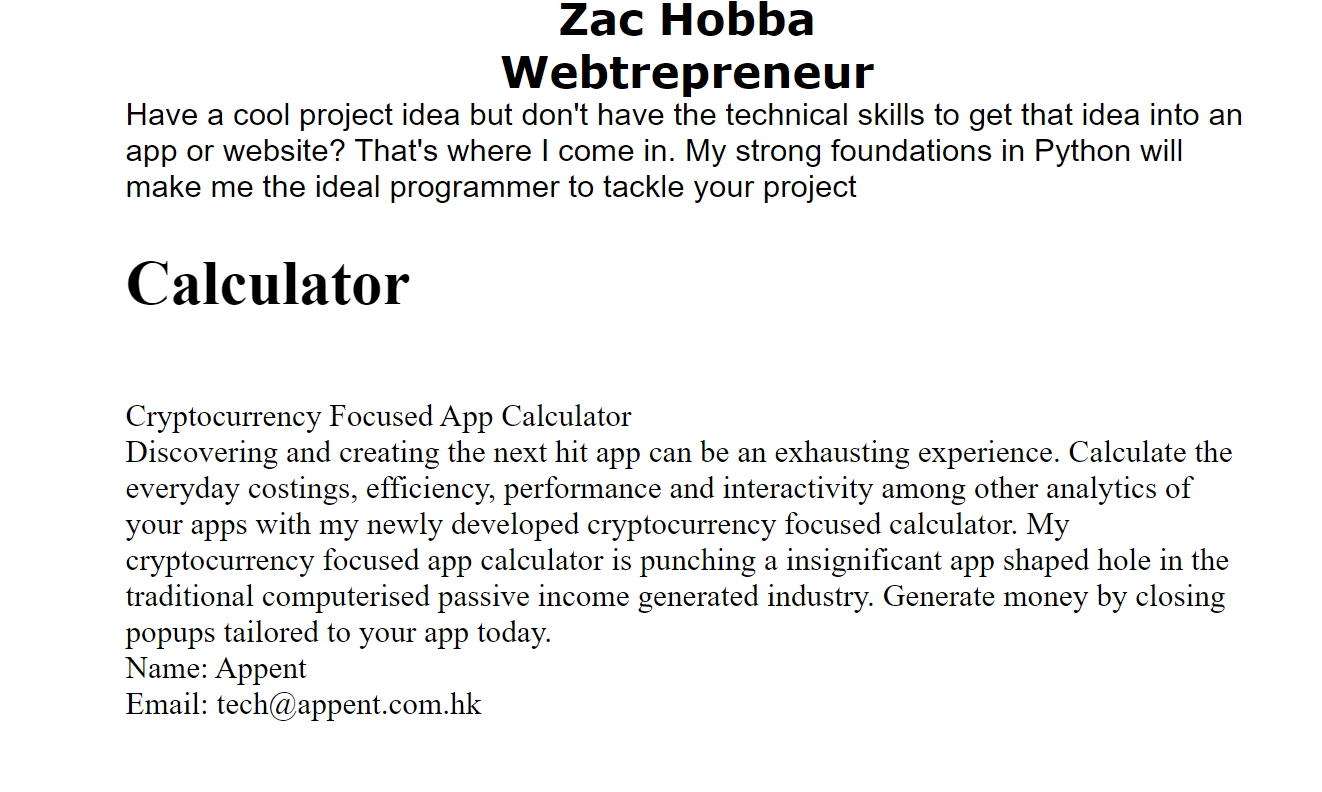 Zac Hobba
Webtrepreneur
Have a cool project idea but don't have the technical skills to get that idea into an
app or website? That's where I come in. My strong foundations in Python will
make me the ideal programmer to tackle your project
Calculator
Cryptocurrency Focused App Calculator
Discovering and creating the next hit app can be an exhausting experience. Calculate the
everyday costings, efficiency, performance and interactivity among other analytics of
your apps with my newly developed cryptocurrency focused calculator. My
cryptocurrency focused app calculator is punching a insignificant app shaped hole in the
traditional computerised passive income generated industry. Generate money by closing
popups tailored to your app today.
Name: Appent
Email: tech@appent.com.hk